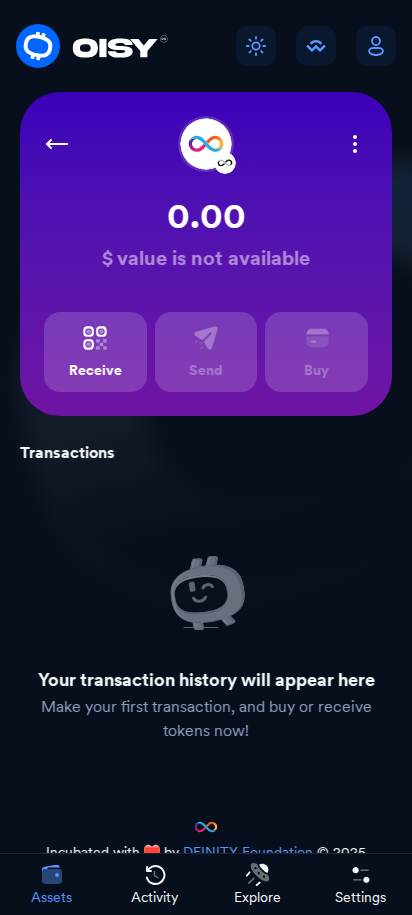 OISY
0.00
$ value is not available
Receive
Send
Buy
Transactions
Your transaction history will appear here
Make your first transaction, and buy or receive
tokens now!
Incubated with ❤️ by DFINITY Foundation © 2025
Assets
Activity
Explore
Settings